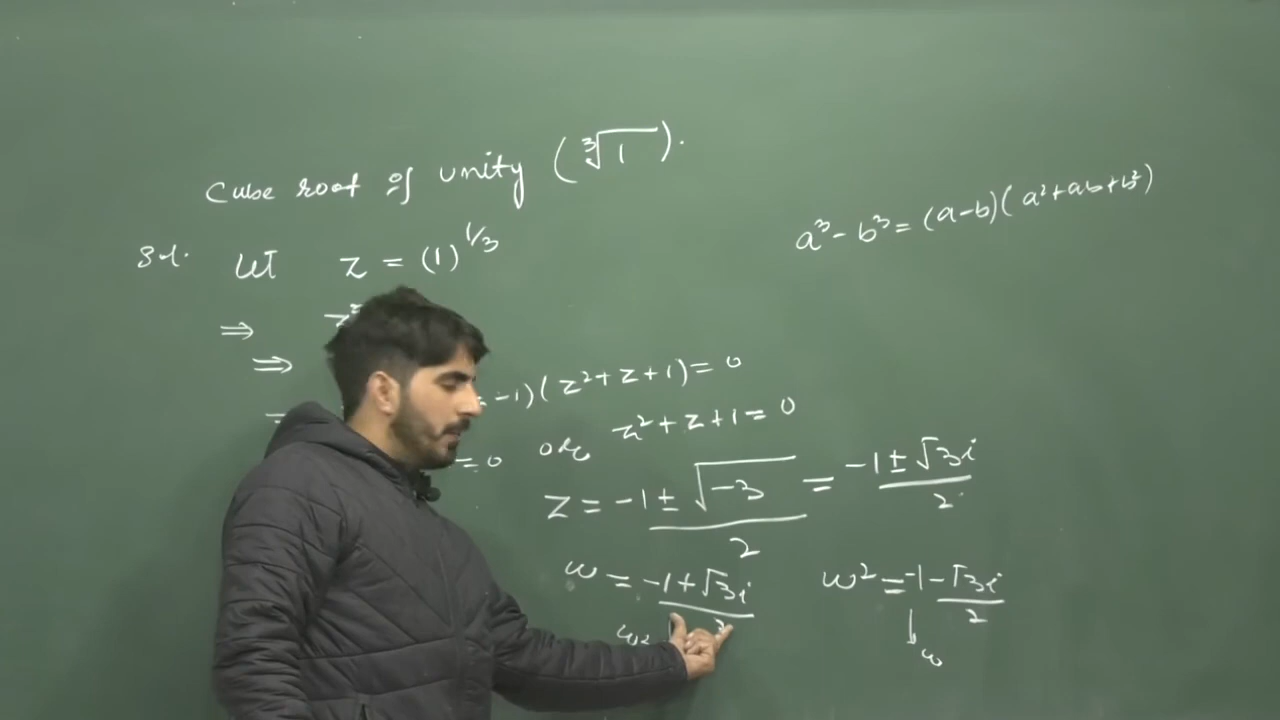 Cube root of unity (∛1).
a³ - b³ = (a-b)(a²+ab+b²)
Sol. Let z = (1)^1/3
⇒
⇒
-1)(z²+z+1) = 0
=0 or z²+z+1 = 0
z = -1 ± √-3 / 2 = -1 ± √3i / 2
ω = -1+√3i / 2 ω² = -1-√3i / 2
ω² ω